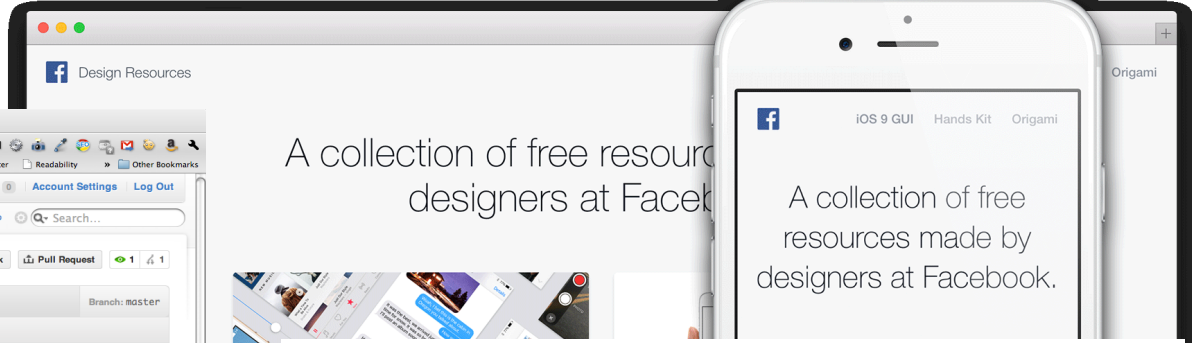 Design Resources
Origami
A collection of free resourc
designers at Faceb
iOS 9 GUI Hands Kit Origami
A collection of free
resources made by
designers at Facebook.
Readability » Other Bookmarks
0 Account Settings Log Out
Search...
Pull Request 1 1
Branch: master